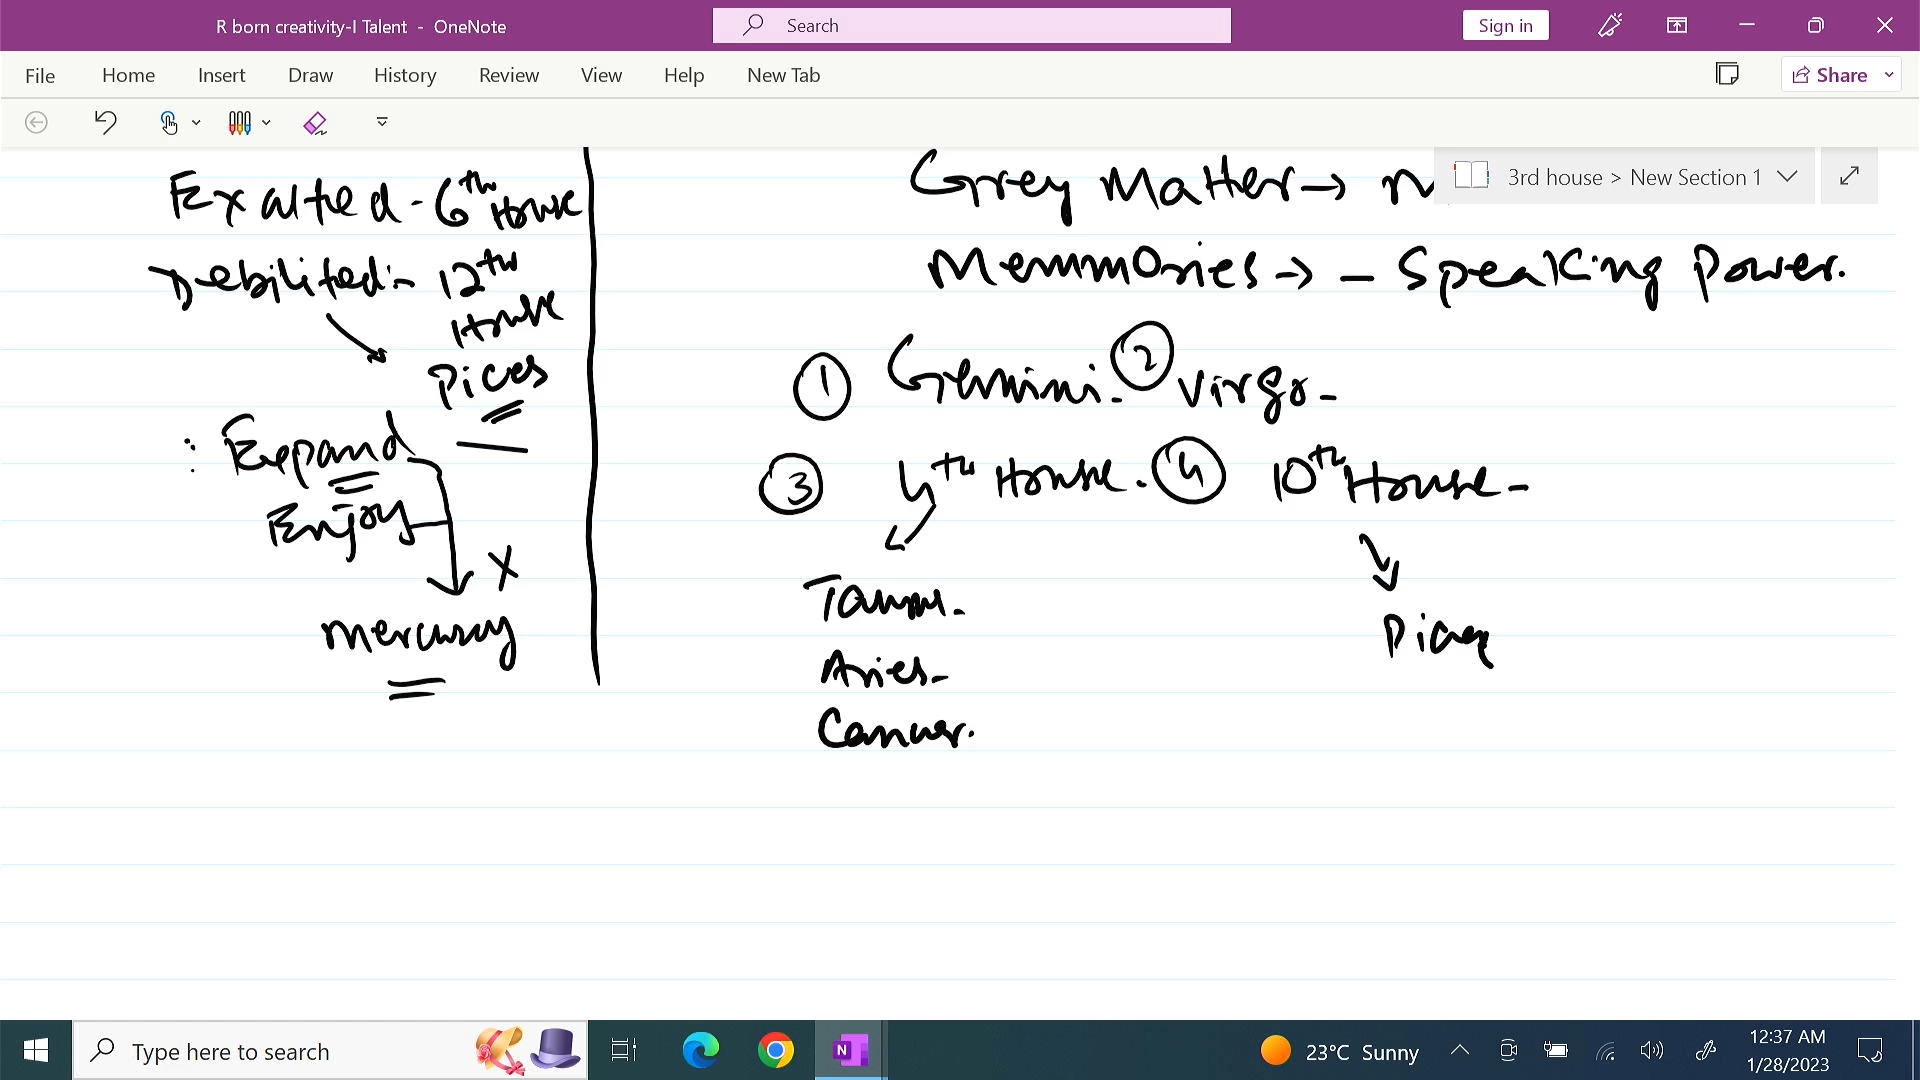 R born creativity-I Talent - OneNote
Search
Sign in
File Home Insert Draw History Review View Help New Tab
Share
3rd house > New Section 1
Exalted - 6th House
Debilited:- 12th House
Pices
: Expand
Enjoy
X
mercury
Grey Matter →
Memmories → - Speaking Power.
① Gemini. ② Virgo -
③ 4th House. ④ 10th House -
Aries -
Cancer.
Type here to search
23°C Sunny
12:37 AM
1/28/2023